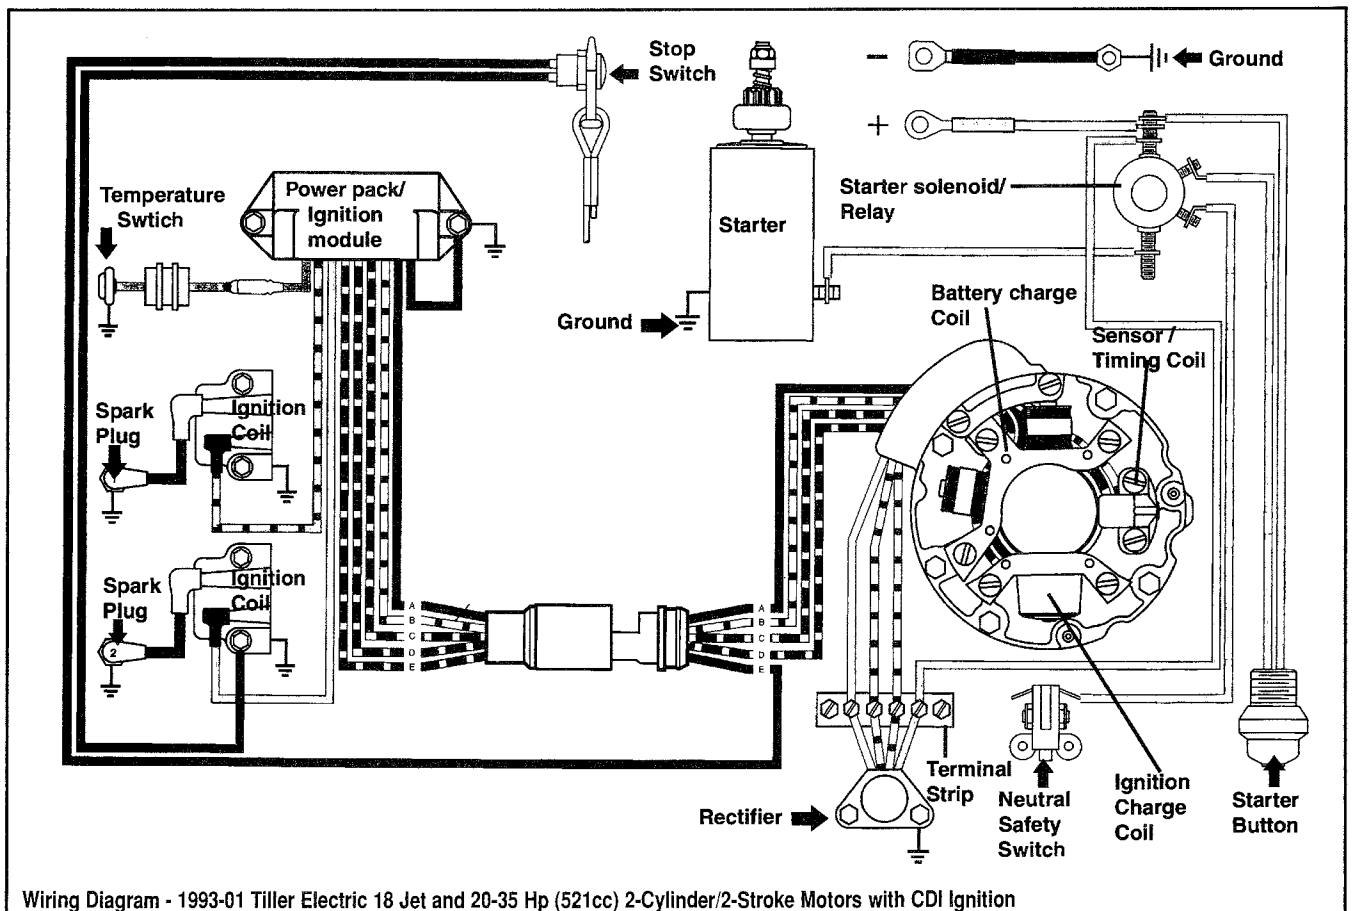 Stop
Switch
-
Ground
+
Temperature
Swtich
Power pack/
Ignition
module
Starter
Starter solenoid/
Relay
Ground
Battery charge
Coil
Sensor /
Timing Coil
Spark
Plug
Ignition
Coil
Spark
Plug
Ignition
Coil
2
A
B
C
D
E
A
B
C
D
E
Terminal
Strip
Rectifier
Neutral
Safety
Switch
Ignition
Charge
Coil
Starter
Button
Wiring Diagram - 1993-01 Tiller Electric 18 Jet and 20-35 Hp (521cc) 2-Cylinder/2-Stroke Motors with CDI Ignition